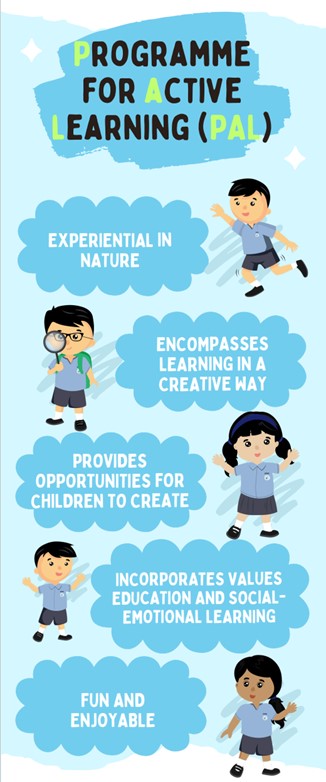 PROGRAMME
FOR ACTIVE
LEARNING (PAL)
EXPERIENTIAL IN
NATURE
ENCOMPASSES
LEARNING IN A
CREATIVE WAY
PROVIDES
OPPORTUNITIES FOR
CHILDREN TO CREATE
INCORPORATES VALUES
EDUCATION AND SOCIAL-
EMOTIONAL LEARNING
FUN AND
ENJOYABLE